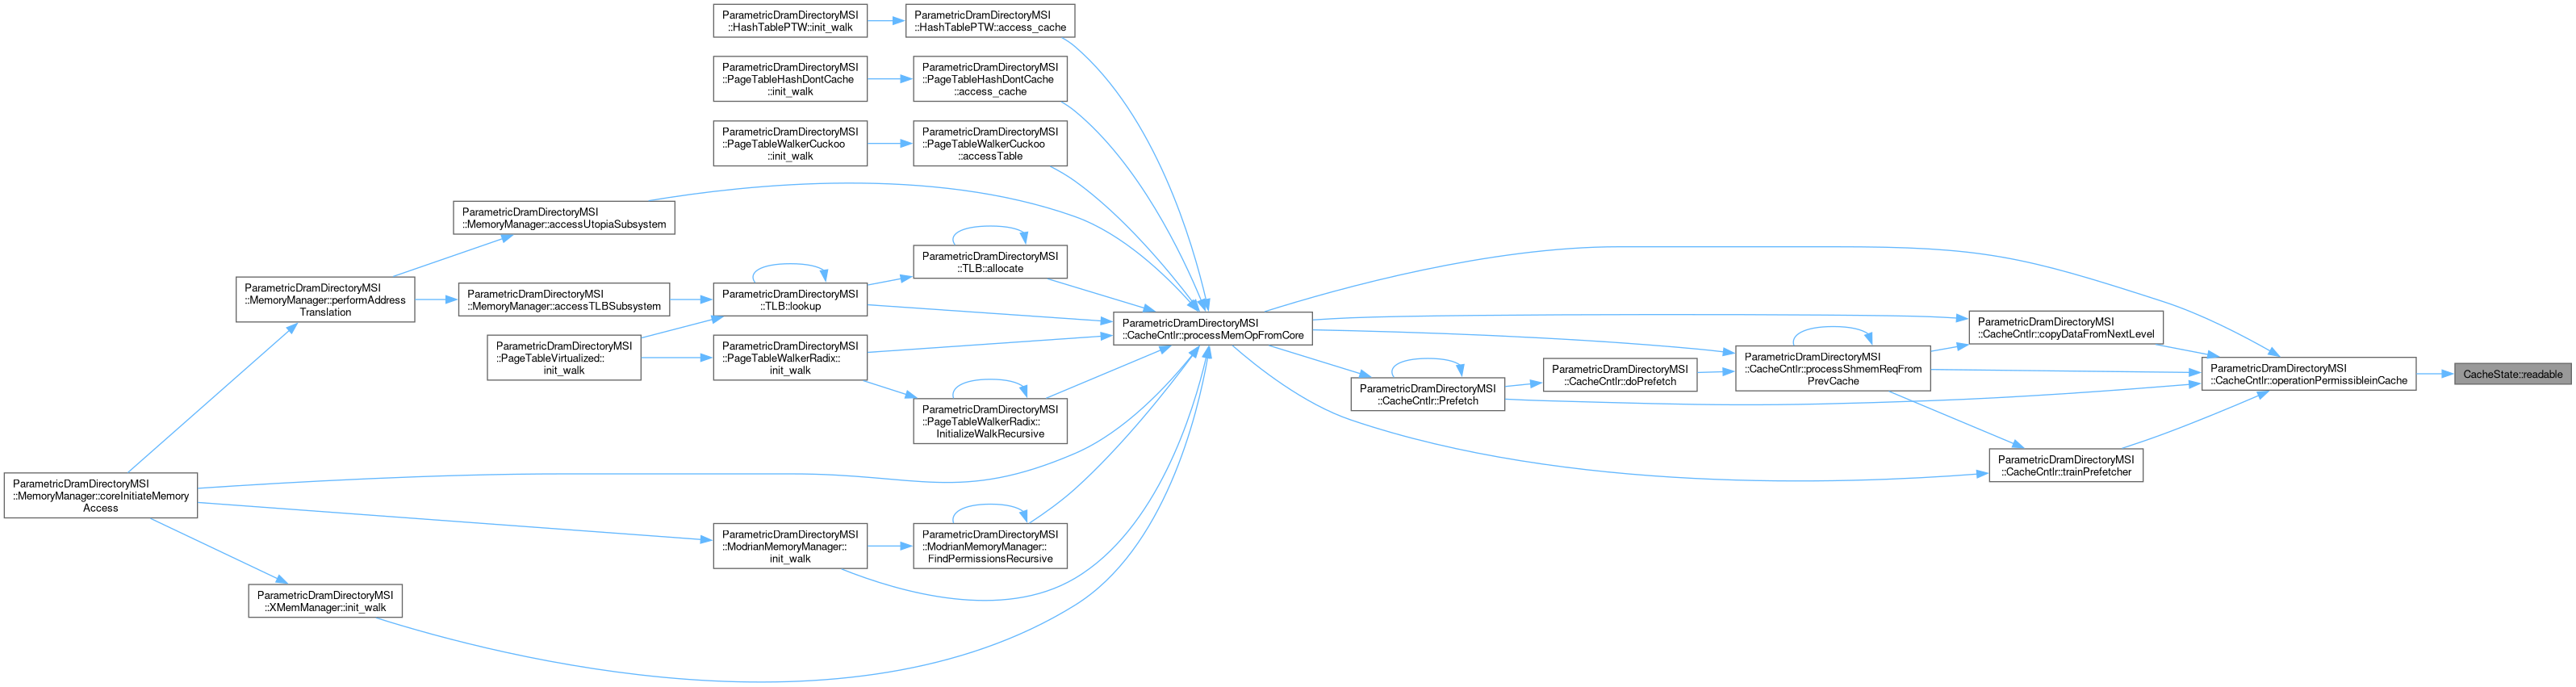 ParametricDramDirectoryMSI
::HashTablePTW::init_walk
ParametricDramDirectoryMSI
::HashTablePTW::access_cache
ParametricDramDirectoryMSI
::PageTableHashDontCache
::init_walk
ParametricDramDirectoryMSI
::PageTableHashDontCache
::access_cache
ParametricDramDirectoryMSI
::PageTableWalkerCuckoo
::init_walk
ParametricDramDirectoryMSI
::PageTableWalkerCuckoo
::accessTable
ParametricDramDirectoryMSI
::MemoryManager::accessUtopiaSubsystem
ParametricDramDirectoryMSI
::TLB::allocate
ParametricDramDirectoryMSI
::MemoryManager::performAddress
Translation
ParametricDramDirectoryMSI
::MemoryManager::accessTLBSubsystem
ParametricDramDirectoryMSI
::TLB::lookup
ParametricDramDirectoryMSI
::CacheCntlr::processMemOpFromCore
ParametricDramDirectoryMSI
::CacheCntlr::copyDataFromNextLevel
ParametricDramDirectoryMSI
::PageTableVirtualized::
init_walk
ParametricDramDirectoryMSI
::PageTableWalkerRadix::
init_walk
ParametricDramDirectoryMSI
::CacheCntlr::Prefetch
ParametricDramDirectoryMSI
::CacheCntlr::doPrefetch
ParametricDramDirectoryMSI
::CacheCntlr::processShmemReqFrom
PrevCache
ParametricDramDirectoryMSI
::CacheCntlr::operationPermissibleinCache
CacheState::readable
ParametricDramDirectoryMSI
::PageTableWalkerRadix::
InitializeWalkRecursive
ParametricDramDirectoryMSI
::CacheCntlr::trainPrefetcher
ParametricDramDirectoryMSI
::MemoryManager::coreInitiateMemory
Access
ParametricDramDirectoryMSI
::ModrianMemoryManager::
init_walk
ParametricDramDirectoryMSI
::ModrianMemoryManager::
FindPermissionsRecursive
ParametricDramDirectoryMSI
::XMemManager::init_walk